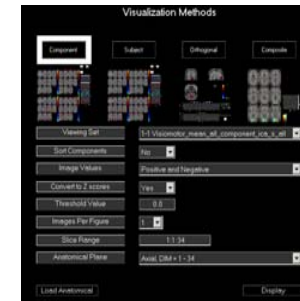 Visualization Methods
Component Subject Orthogonal Composite
Viewing Set 1-1 Visiomotor_mean_all_component_ica_s_all
Sort Components No
Image Values Positive and Negative
Convert to Z scores Yes
Threshold Value 0.0
Images Per Figure 1
Slice Range 1:1:34
Anatomical Plane Axial, DIM = 1 - 34
Load Anatomical Display